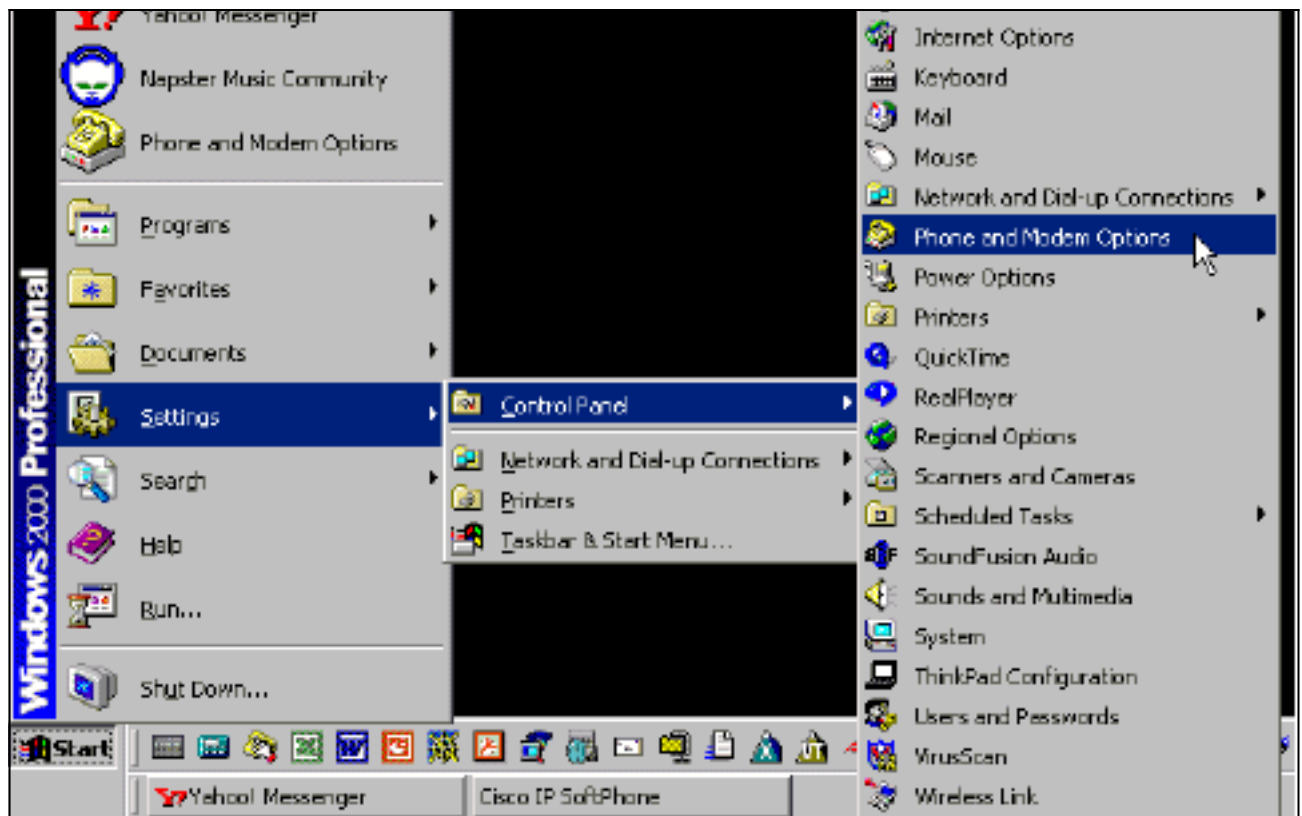 Yahoo! Messenger
Napster Music Community
Phone and Modem Options
Programs
Favorites
Documents
Settings
Search
Help
Run...
Shut Down...
Windows 2000 Professional
Control Panel
Network and Dial-up Connections
Printers
Taskbar & Start Menu...
Internet Options
Keyboard
Mail
Mouse
Network and Dial-up Connections
Phone and Modem Options
Power Options
Printers
QuickTime
RealPlayer
Regional Options
Scanners and Cameras
Scheduled Tasks
SoundFusion Audio
Sounds and Multimedia
System
ThinkPad Configuration
Users and Passwords
VirusScan
Wireless Link
Start
Yahoo! Messenger
Cisco IP SoftPhone